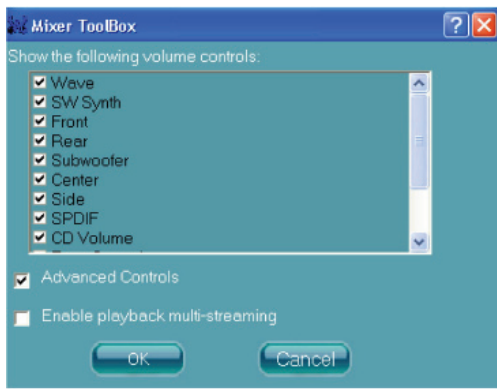 Mixer ToolBox
Show the following volume controls:
Wave
SW Synth
Front
Rear
Subwoofer
Center
Side
SPDIF
CD Volume
Advanced Controls
Enable playback multi-streaming
OK Cancel